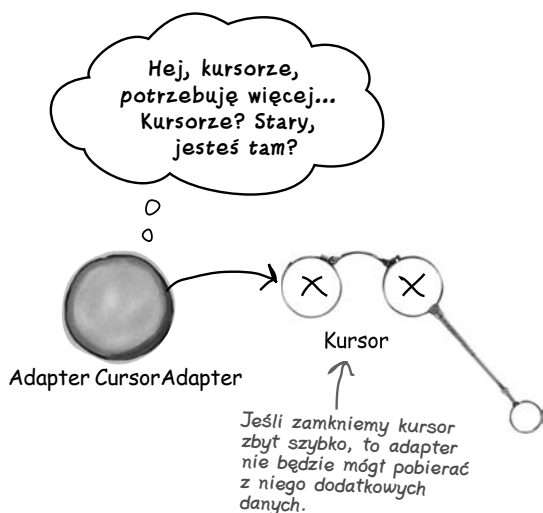 Hej, kursorze,
potrzebuję więcej...
Kursorze? Stary,
jesteś tam?
Adapter CursorAdapter
Kursor
Jeśli zamkniemy kursor
zbyt szybko, to adapter
nie będzie mógł pobierać
z niego dodatkowych
danych.